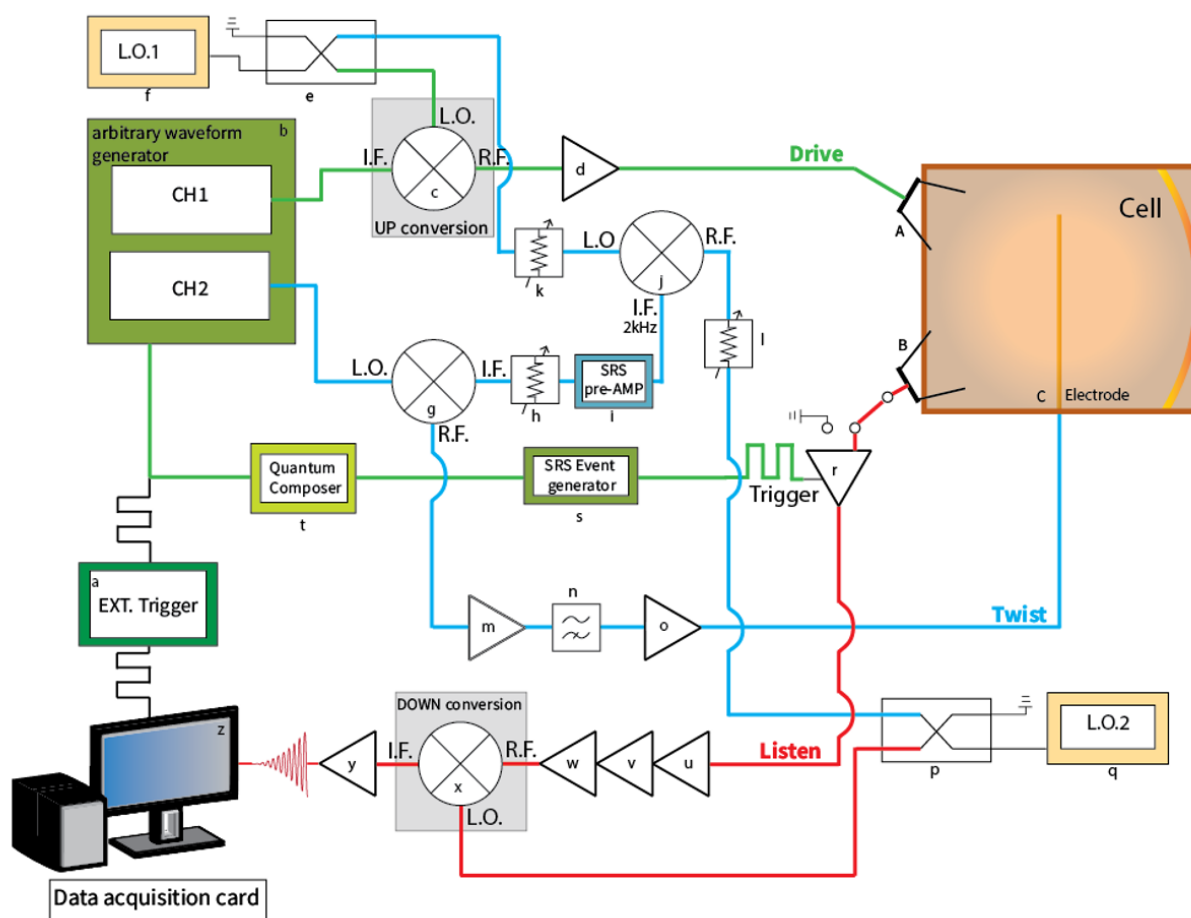 L.O.1
f
e
arbitrary waveform
generator
b
CH1
CH2
L.O.
I.F.
R.F.
c
UP conversion
d
Drive
A
Cell
B
C
Electrode
k
L.O
R.F.
j
I.F.
2kHz
l
L.O.
I.F.
g
R.F.
h
SRS
pre-AMP
i
Quantum
Composer
t
SRS Event
generator
s
Trigger
r
a
EXT. Trigger
m
n
o
Twist
z
DOWN conversion
y
I.F.
R.F.
x
L.O.
w
v
u
Listen
p
L.O.2
q
Data acquisition card